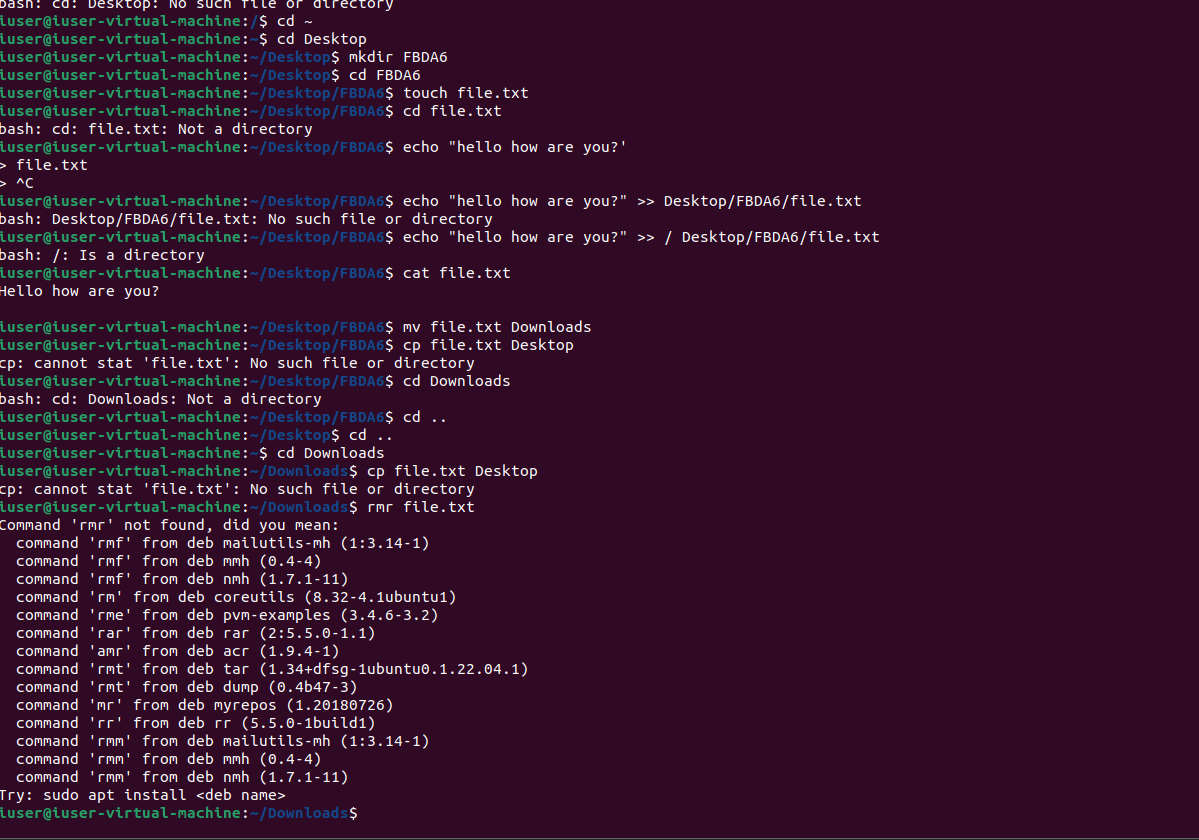 bash: cd: Desktop: No such file or directory
iuser@iuser-virtual-machine:/$ cd ~
iuser@iuser-virtual-machine:~$ cd Desktop
iuser@iuser-virtual-machine:~/Desktop$ mkdir FBDA6
iuser@iuser-virtual-machine:~/Desktop$ cd FBDA6
iuser@iuser-virtual-machine:~/Desktop/FBDA6$ touch file.txt
iuser@iuser-virtual-machine:~/Desktop/FBDA6$ cd file.txt
bash: cd: file.txt: Not a directory
iuser@iuser-virtual-machine:~/Desktop/FBDA6$ echo "hello how are you?'
> file.txt
> ^C
iuser@iuser-virtual-machine:~/Desktop/FBDA6$ echo "hello how are you?" >> Desktop/FBDA6/file.txt
bash: Desktop/FBDA6/file.txt: No such file or directory
iuser@iuser-virtual-machine:~/Desktop/FBDA6$ echo "hello how are you?" >> / Desktop/FBDA6/file.txt
bash: /: Is a directory
iuser@iuser-virtual-machine:~/Desktop/FBDA6$ cat file.txt
Hello how are you?
iuser@iuser-virtual-machine:~/Desktop/FBDA6$ mv file.txt Downloads
iuser@iuser-virtual-machine:~/Desktop/FBDA6$ cp file.txt Desktop
cp: cannot stat 'file.txt': No such file or directory
iuser@iuser-virtual-machine:~/Desktop/FBDA6$ cd Downloads
bash: cd: Downloads: Not a directory
iuser@iuser-virtual-machine:~/Desktop/FBDA6$ cd ..
iuser@iuser-virtual-machine:~/Desktop$ cd ..
iuser@iuser-virtual-machine:~$ cd Downloads
iuser@iuser-virtual-machine:~/Downloads$ cp file.txt Desktop
cp: cannot stat 'file.txt': No such file or directory
iuser@iuser-virtual-machine:~/Downloads$ rmr file.txt
Command 'rmr' not found, did you mean:
  command 'rmf' from deb mailutils-mh (1:3.14-1)
  command 'rmf' from deb mmh (0.4-4)
  command 'rmf' from deb nmh (1.7.1-11)
  command 'rm' from deb coreutils (8.32-4.1ubuntu1)
  command 'rme' from deb pvm-examples (3.4.6-3.2)
  command 'rar' from deb rar (2:5.5.0-1.1)
  command 'amr' from deb acr (1.9.4-1)
  command 'rmt' from deb tar (1.34+dfsg-1ubuntu0.1.22.04.1)
  command 'rmt' from deb dump (0.4b47-3)
  command 'mr' from deb myrepos (1.20180726)
  command 'rr' from deb rr (5.5.0-1build1)
  command 'rmm' from deb mailutils-mh (1:3.14-1)
  command 'rmm' from deb mmh (0.4-4)
  command 'rmm' from deb nmh (1.7.1-11)
Try: sudo apt install <deb name>
iuser@iuser-virtual-machine:~/Downloads$